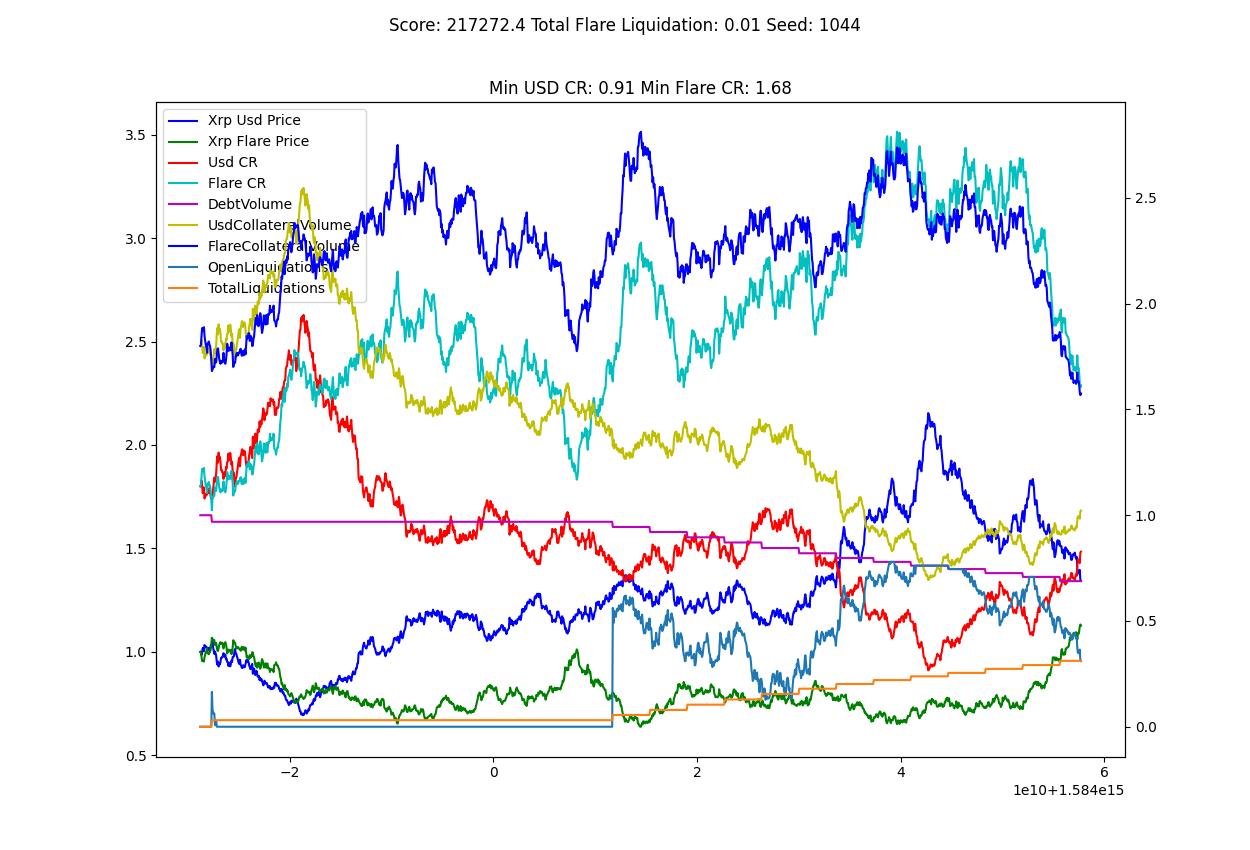 Score: 217272.4 Total Flare Liquidation: 0.01 Seed: 1044
Min USD CR: 0.91 Min Flare CR: 1.68
Xrp Usd Price
Xrp Flare Price
Usd CR
Flare CR
DebtVolume
UsdCollateralVolume
FlareCollateralVolume
OpenLiquidations
TotalLiquidations
3.5
3.0
2.5
2.0
1.5
1.0
0.5
2.5
2.0
1.5
1.0
0.5
0.0
−2
0
2
4
6
1e10+1.584e15